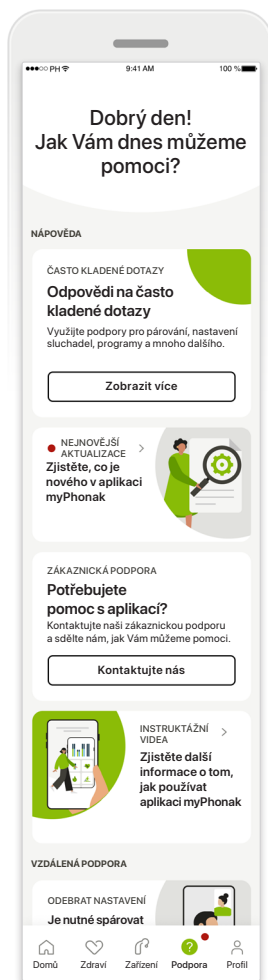 PH
9:41 AM
100 %
Dobrý den!
Jak Vám dnes můžeme
pomoci?
NÁPOVĚDA
ČASTO KLADENÉ DOTAZY
Odpovědi na často
kladené dotazy
Využijte podpory pro párování, nastavení
sluchadel, programy a mnoho dalšího.
Zobrazit více
NEJNOVĚJŠÍ
AKTUALIZACE
Zjistěte, co je
nového v aplikaci
myPhonak
ZÁKAZNICKÁ PODPORA
Potřebujete
pomoc s aplikací?
Kontaktujte naši zákaznickou podporu
a sdělte nám, jak Vám můžeme pomoci.
Kontaktujte nás
INSTRUKTÁŽNÍ
VIDEA
Zjistěte další
informace o tom,
jak používat
aplikaci myPhonak
VZDÁLENÁ PODPORA
ODEBRAT NASTAVENÍ
Je nutné spárovat
Domů
Zdraví
Zařízení
?
Podpora
Profil